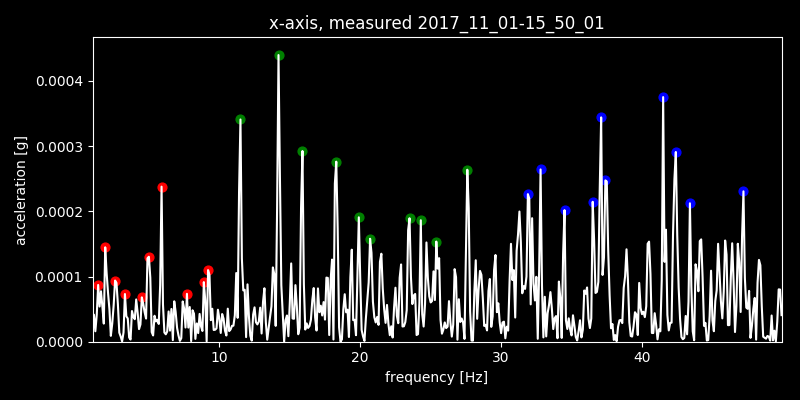 x-axis, measured 2017_11_01-15_50_01
0.0004
0.0003
0.0002
0.0001
0.0000
acceleration [g]
10 20 30 40
frequency [Hz]